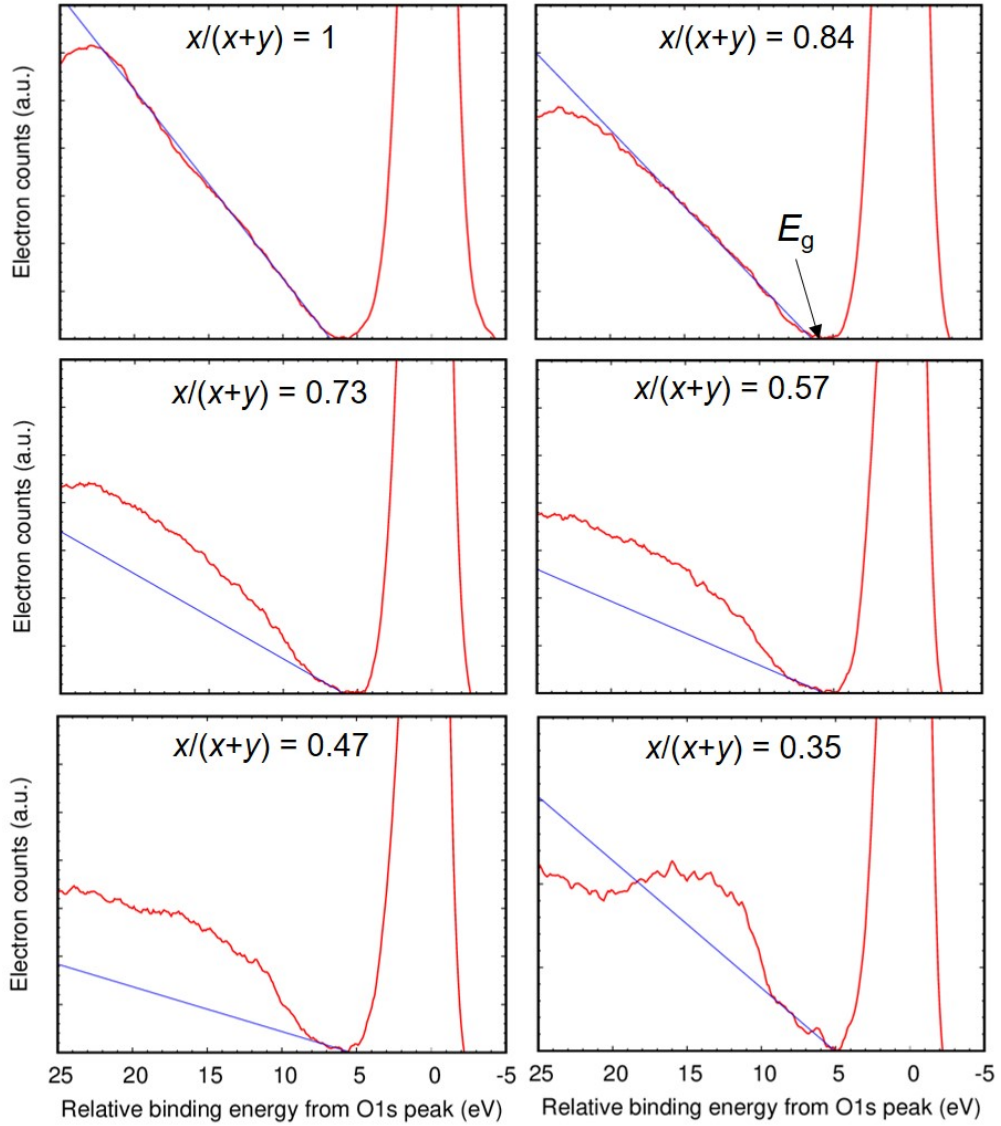 x/(x+y) = 1
x/(x+y) = 0.84
Electron counts (a.u.)
Eg
x/(x+y) = 0.73
x/(x+y) = 0.57
Electron counts (a.u.)
x/(x+y) = 0.47
x/(x+y) = 0.35
Electron counts (a.u.)
25 20 15 10 5 0 -5
25 20 15 10 5 0 -5
Relative binding energy from O1s peak (eV)
Relative binding energy from O1s peak (eV)